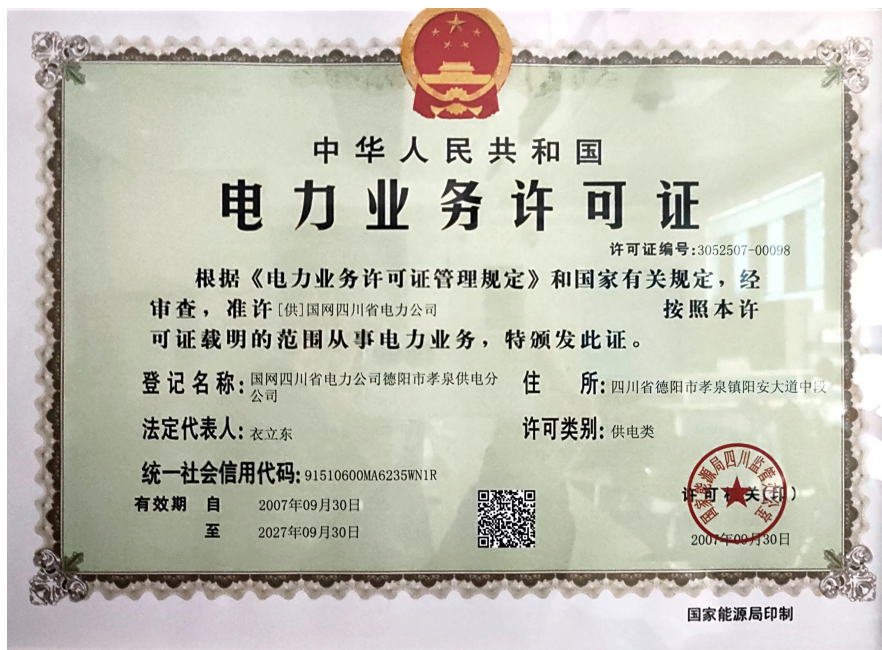 中华人民共和国
电力业务许可证
许可证编号:3052507-00098
根据《电力业务许可证管理规定》和国家有关规定，经
审查，准许[供]国网四川省电力公司 按照本许
可证载明的范围从事电力业务，特颁发此证。
登记名称:国网四川省电力公司德阳市孝泉供电分公司 住 所:四川省德阳市孝泉镇阳安大道中段
法定代表人:衣立东 许可类别:供电类
统一社会信用代码:91510600MA6235WN1R
有效期 自 2007年09月30日
至 2027年09月30日
许可机关(印)
国家能源局四川监管办公室
2007年09月30日
国家能源局印制